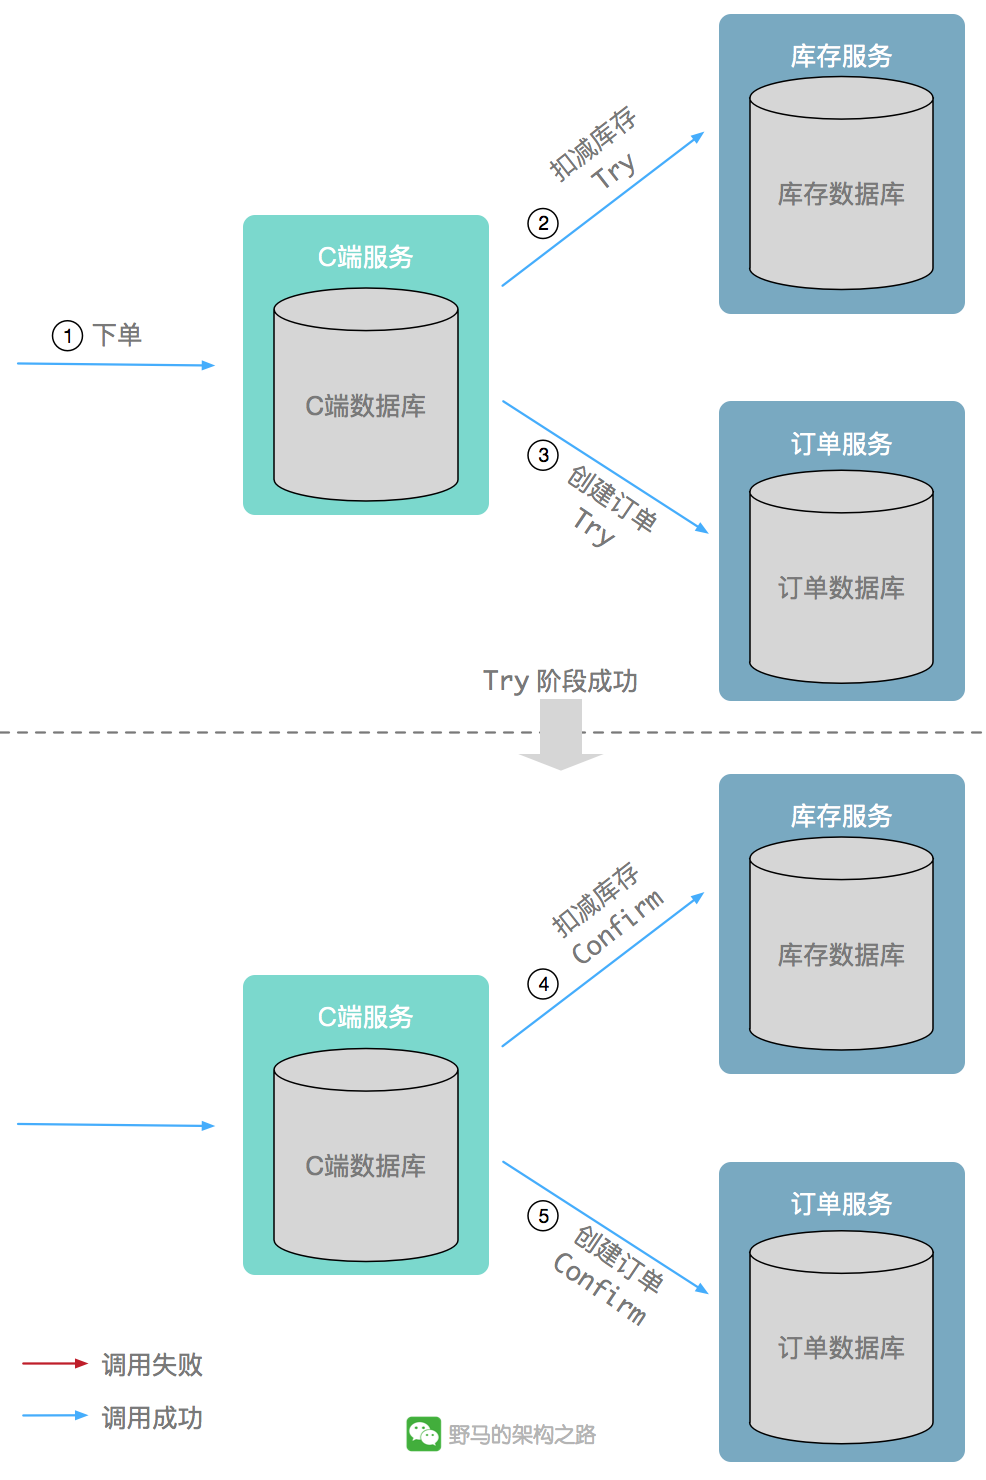 库存服务
库存数据库
扣减库存
Try
②
C端服务
C端数据库
① 下单
③
创建订单
Try
订单服务
订单数据库
Try 阶段成功
库存服务
库存数据库
扣减库存
Confirm
④
C端服务
C端数据库
⑤
创建订单
Confirm
订单服务
订单数据库
调用失败
调用成功
野马的架构之路